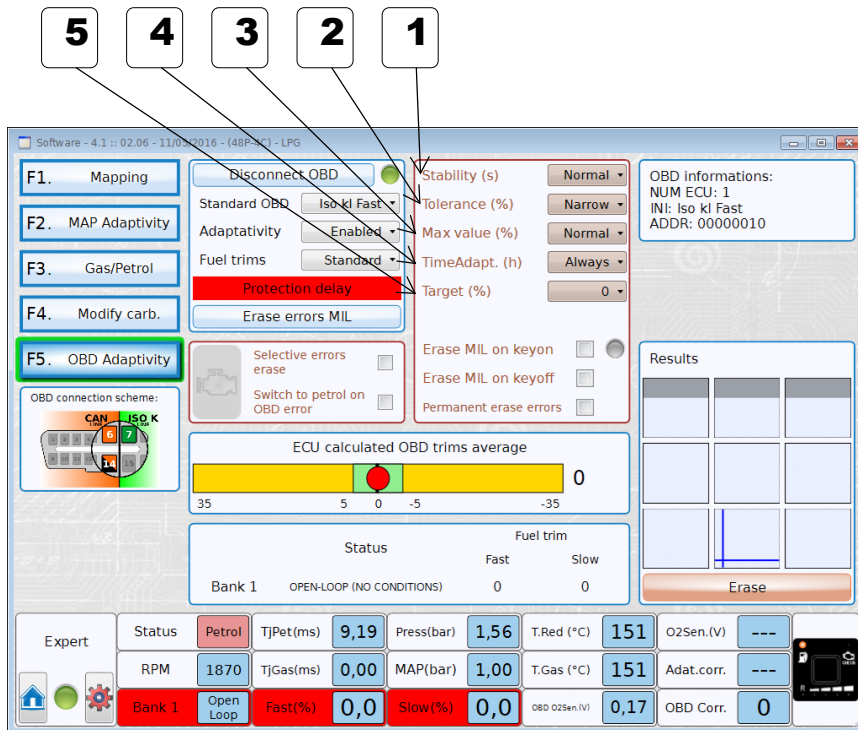 5 4 3 2 1
Software - 4.1 :: 02.06 - 11/05/2016 - (48P-4C) - LPG
F1. Mapping
F2. MAP Adaptivity
F3. Gas/Petrol
F4. Modify carb.
F5. OBD Adaptivity
OBD connection scheme:
CAN LINE
ISO K LINE
6 7
14 15
Disconnect OBD
Standard OBD Iso kl Fast
Adaptativity Enabled
Fuel trims Standard
Protection delay
Erase errors MIL
Selective errors
erase
Switch to petrol on
OBD error
Stability (s) Normal
Tolerance (%) Narrow
Max value (%) Normal
TimeAdapt. (h) Always
Target (%) 0
Erase MIL on keyon
Erase MIL on keyoff
Permanent erase errors
OBD informations:
NUM ECU: 1
INI: Iso kl Fast
ADDR: 00000010
Results
Erase
ECU calculated OBD trims average
0
35 5 0 -5 -35
Status
Fuel trim
Fast Slow
Bank 1 OPEN-LOOP (NO CONDITIONS) 0 0
Expert
Status Petrol TjPet(ms) 9,19 Press(bar) 1,56 T.Red (°C) 151 O2Sen.(V) ---
RPM 1870 TjGas(ms) 0,00 MAP(bar) 1,00 T.Gas (°C) 151 Adat.corr. ---
Bank 1 Open Loop Fast(%) 0,0 Slow(%) 0,0 OBD O2Sen.(V) 0,17 OBD Corr. 0
CHECK
R